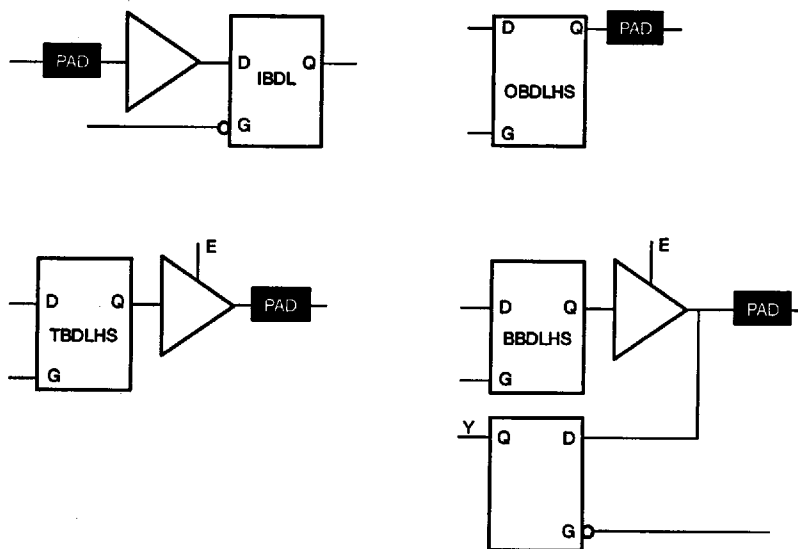 PAD D Q
IBDL
G
D Q PAD
OBDLHS
G
E
D Q PAD
TBDLHS
G
E
D Q PAD
BBDLHS
G
Y Q D
G